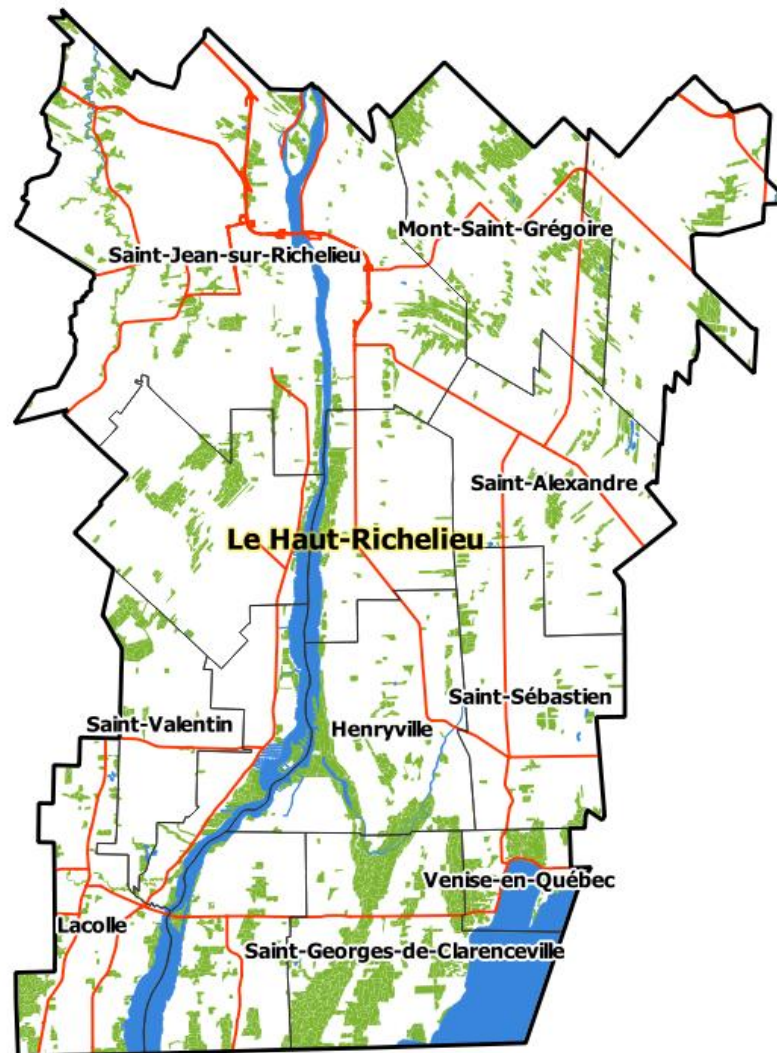 Mont-Saint-Grégoire
Saint-Jean-sur-Richelieu
Saint-Alexandre
Le Haut-Richelieu
Saint-Sébastien
Saint-Valentin
Henryville
Venise-en-Québec
Lacolle
Saint-Georges-de-Clarenceville